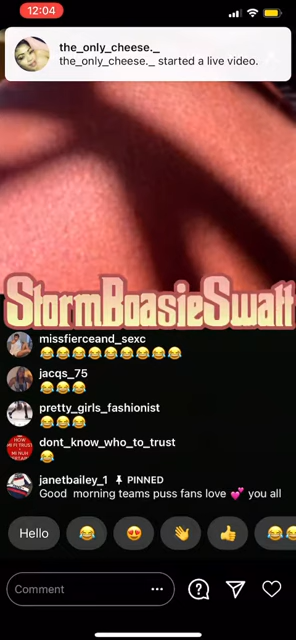 12:04
the_only_cheese._
the_only_cheese._ started a live video.
StormBoasieSwatt
missfierceand_sexc
jacqs_75
pretty_girls_fashionist
dont_know_who_to_trust
janetbailey_1 PINNED
Good morning teams puss fans love 💕 you all
Hello
Comment